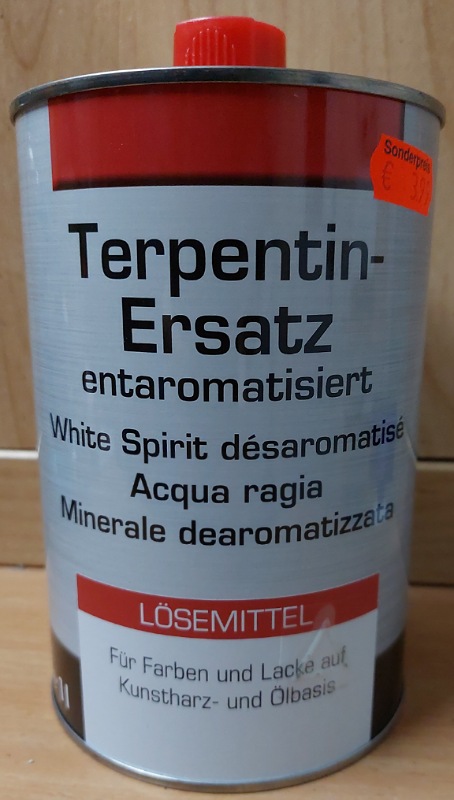 Sonderpreis
€
Terpentin-
Ersatz
entaromatisiert
White Spirit désaromatisé
Acqua ragia
Minerale dearomatizzata
LÖSEMITTEL
Für Farben und Lacke auf
Kunstharz- und Ölbasis